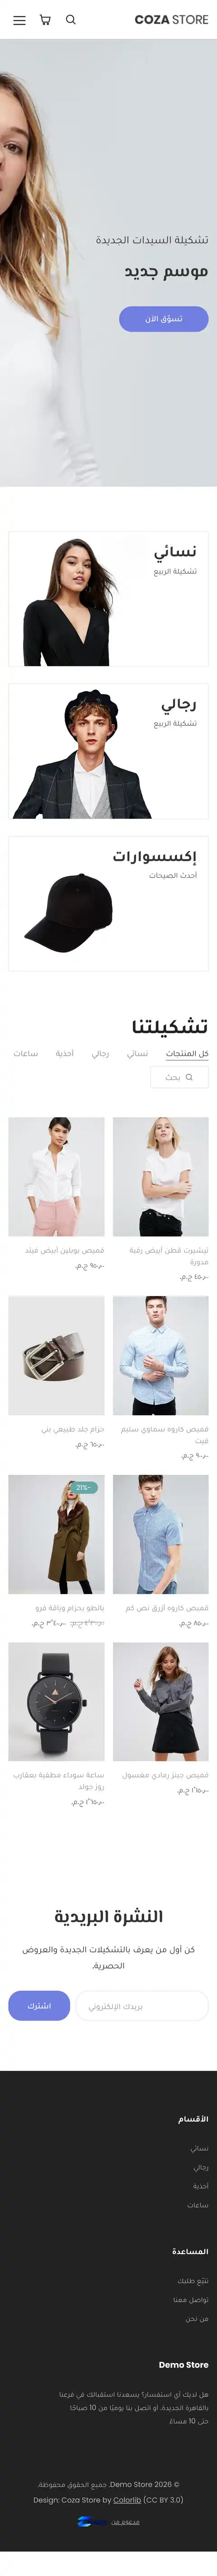 COZA STORE
تشكيلة السيدات الجديدة
موسم جديد
تسوّق الآن
نسائي
تشكيلة الربيع
رجالي
تشكيلة الربيع
إكسسوارات
أحدث الصيحات
تشكيلتنا
كل المنتجات نسائي رجالي أحذية ساعات
بحث
تيشيرت قطن أبيض رقبة
مدورة
قميص بوبلين أبيض فيتد
قميص كاروه سماوي سليم
فيت
حزام جلد طبيعي بني
قميص كاروه أزرق نص كم
-21%
بالطو بحزام وياقة فرو
قميص جينز رمادي مغسول
ساعة سوداء مطفية بعقارب
روز جولد
النشرة البريدية
كن أول من يعرف بالتشكيلات الجديدة والعروض
الحصرية.
بريدك الإلكتروني
اشترك
الأقسام
نسائي
رجالي
أحذية
ساعات
المساعدة
تتبّع طلبك
تواصل معنا
من نحن
Demo Store
هل لديك أي استفسار؟ يسعدنا استقبالك في فرعنا
بالقاهرة الجديدة، أو اتصل بنا يوميًا من 10 صباحًا
حتى 10 مساءً.
© 2026 Demo Store. جميع الحقوق محفوظة.
Design: Coza Store by Colorlib (CC BY 3.0)
مدعوم من